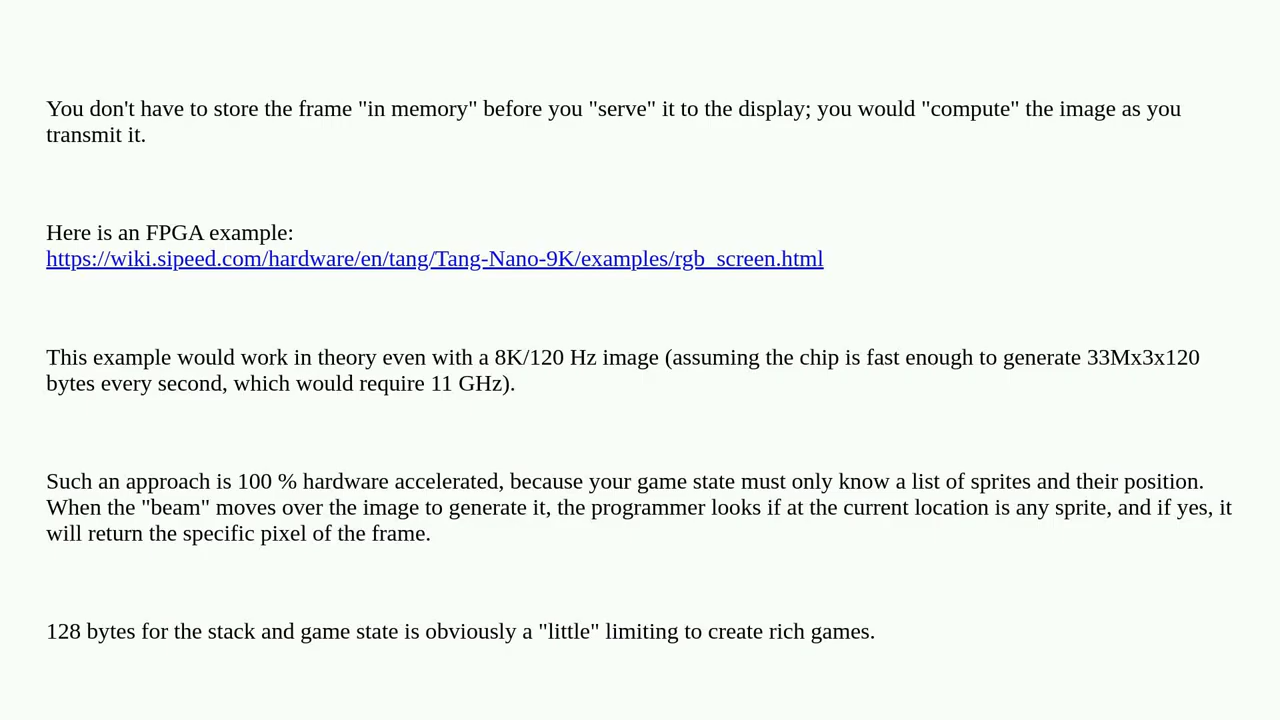 You don't have to store the frame "in memory" before you "serve" it to the display; you would "compute" the image as you
transmit it.
Here is an FPGA example:
https://wiki.sipeed.com/hardware/en/tang/Tang-Nano-9K/examples/rgb_screen.html
This example would work in theory even with a 8K/120 Hz image (assuming the chip is fast enough to generate 33Mx3x120
bytes every second, which would require 11 GHz).
Such an approach is 100 % hardware accelerated, because your game state must only know a list of sprites and their position.
When the "beam" moves over the image to generate it, the programmer looks if at the current location is any sprite, and if yes, it
will return the specific pixel of the frame.
128 bytes for the stack and game state is obviously a "little" limiting to create rich games.